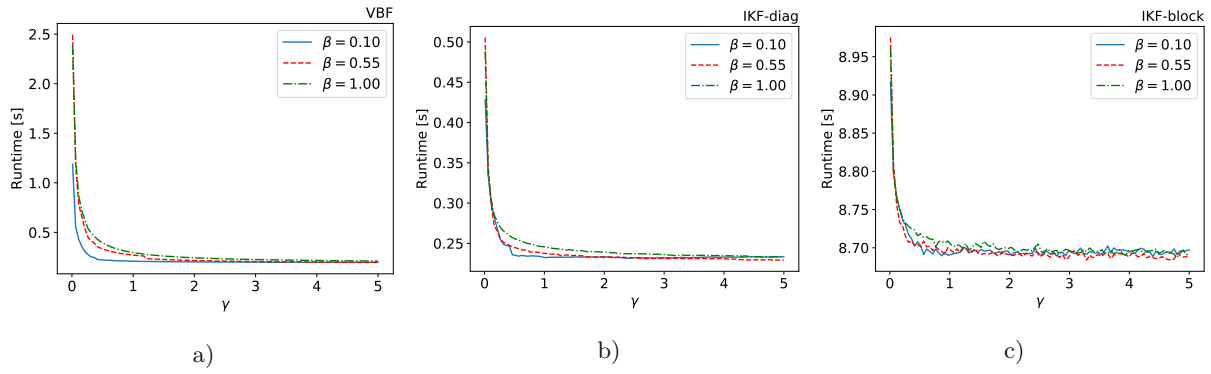 VBF
2.5
2.0
1.5
1.0
0.5
Runtime [s]
β = 0.10
β = 0.55
β = 1.00
0 1 2 3 4 5
γ
a)
IKF-diag
0.50
0.45
0.40
0.35
0.30
0.25
Runtime [s]
β = 0.10
β = 0.55
β = 1.00
0 1 2 3 4 5
γ
b)
IKF-block
8.95
8.90
8.85
8.80
8.75
8.70
Runtime [s]
β = 0.10
β = 0.55
β = 1.00
0 1 2 3 4 5
γ
c)